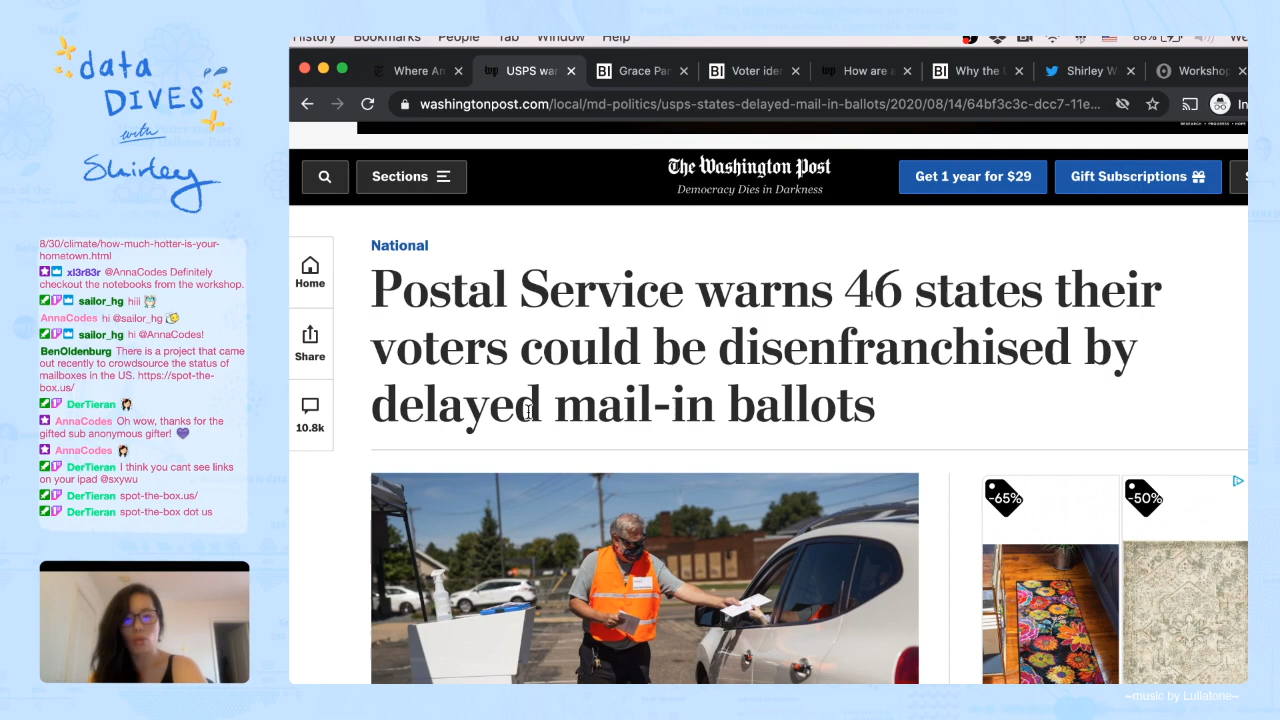 data
DIVES
with
Shirley
8/30/climate/how-much-hotter-is-your-
hometown.html
xl3r83r @AnnaCodes Definitely
checkout the notebooks from the workshop.
sailor_hg hiii
AnnaCodes hi @sailor_hg
sailor_hg hi @AnnaCodes!
BenOldenburg There is a project that came
out recently to crowdsource the status of
mailboxes in the US. https://spot-the-
box.us/
DerTieran
AnnaCodes Oh wow, thanks for the
gifted sub anonymous gifter!
AnnaCodes
DerTieran I think you cant see links
on your ipad @sxywu
DerTieran spot-the-box.us/
DerTieran spot-the-box dot us
History Bookmarks People Tab Window Help 88%
Where Am
USPS war
BI Grace Par
BI Voter ider
How are a
BI Why the
Shirley W
Workshop
washingtonpost.com/local/md-politics/usps-states-delayed-mail-in-ballots/2020/08/14/64bf3c3c-dcc7-11e...
In
Sections
The Washington Post
Democracy Dies in Darkness
Get 1 year for $29
Gift Subscriptions
Home
Share
10.8k
National
Postal Service warns 46 states their
voters could be disenfranchised by
delayed mail-in ballots
-65%
-50%
~music by Lullatone~